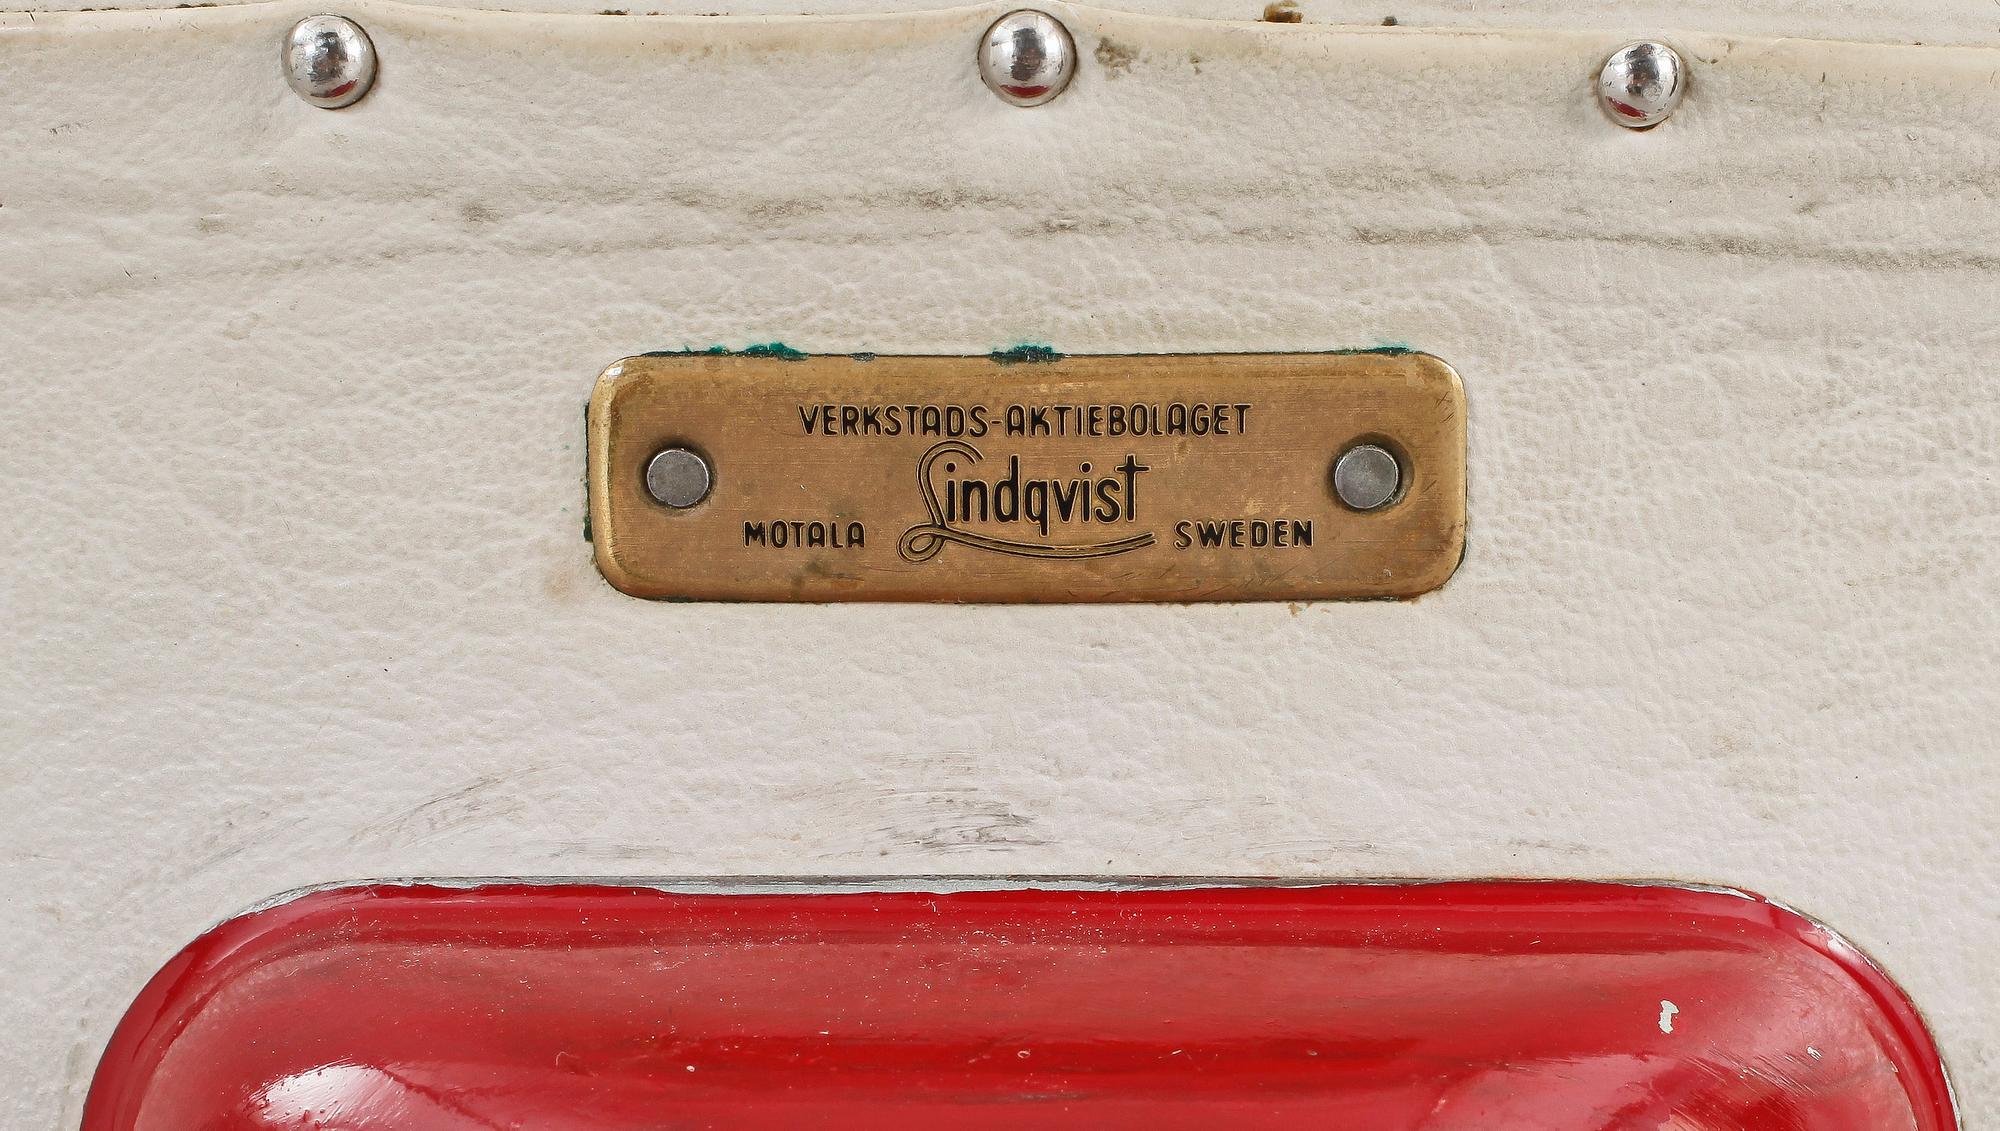 VERKSTADS-AKTIEBOLAGET
Lindqvist
MOTALA SWEDEN